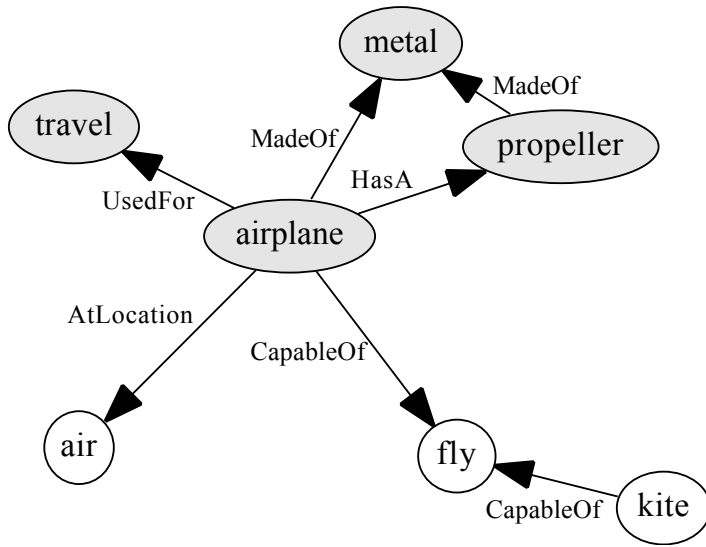 metal
MadeOf
travel
MadeOf
propeller
HasA
UsedFor
airplane
AtLocation
CapableOf
air
fly
kite
CapableOf